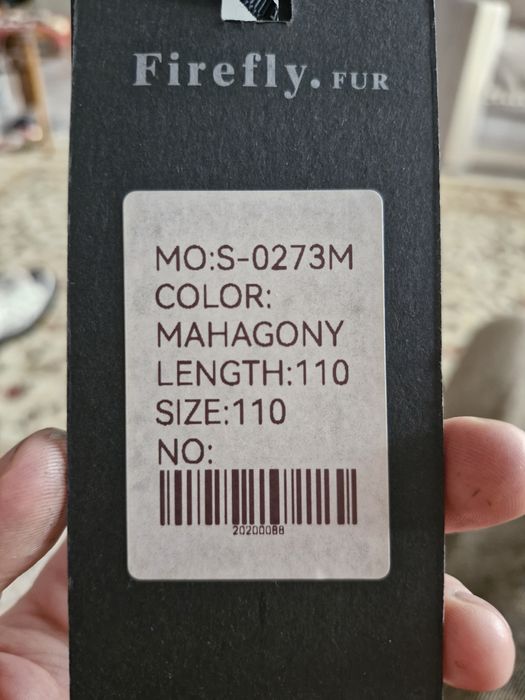 Firefly. FUR
MO:S-0273M
COLOR:
MAHAGONY
LENGTH:110
SIZE:110
NO:
20200088